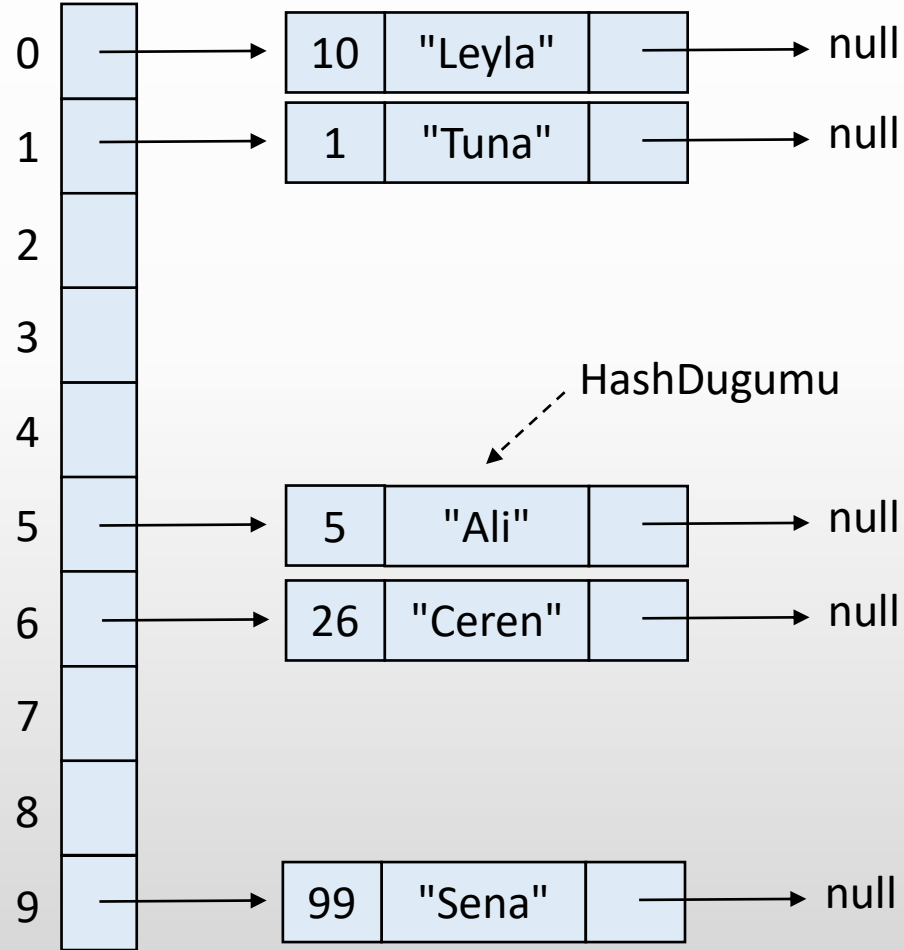 0 10 "Leyla" null
1 1 "Tuna" null
2
3
HashDugumu
4
5 5 "Ali" null
6 26 "Ceren" null
7
8
9 99 "Sena" null